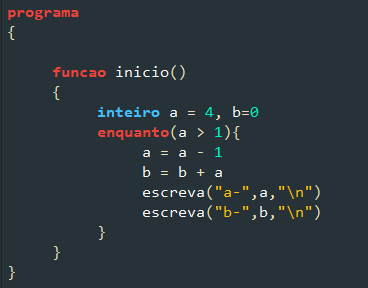 programa
{
funcao inicio()
{
inteiro a = 4, b=0
enquanto(a > 1){
a = a - 1
b = b + a
escreva("a-",a,"\n")
escreva("b-",b,"\n")
}
}
}